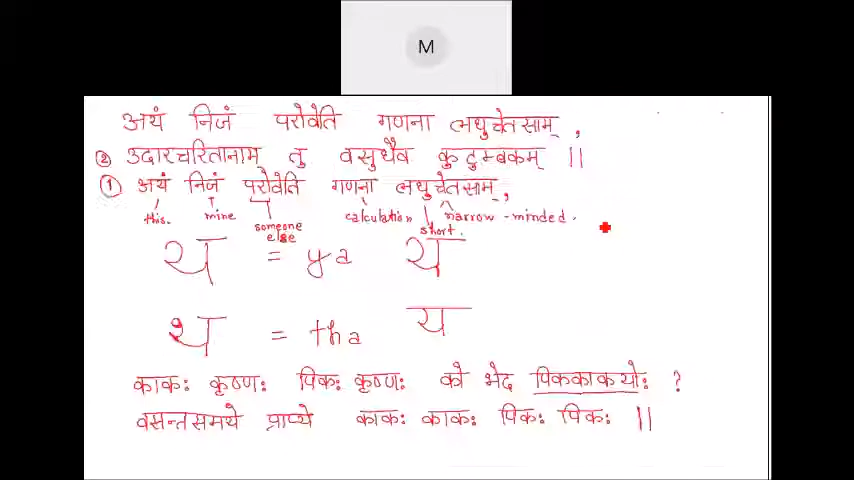 M
अयं निजं परोवेति गणना लघुचेतसाम्,
② उदारचरितानाम् तु वसुधैव कुटुम्बकम् ||
① अयं निजं परोवेति गणना लघुचेतसाम्,
this. mine someone else calculation short. narrow-minded.
य = ya य
थ = tha य
काकः कृष्णः पिकः कृष्णः को भेद पिककाकयोः ?
वसन्तसमये प्राप्ये काकः काकः पिकः पिकः ||